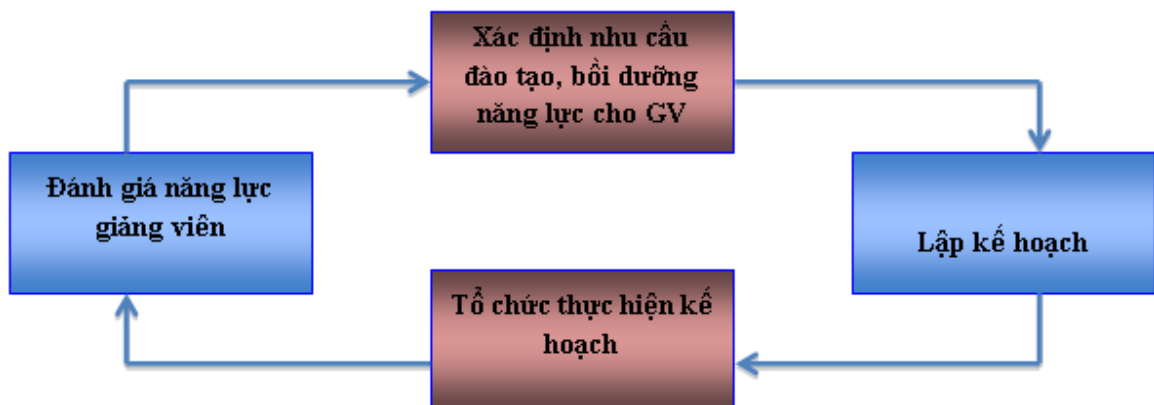 Xác định nhu cầu
đào tạo, bồi dưỡng
năng lực cho GV
Đánh giá năng lực
giảng viên
Lập kế hoạch
Tổ chức thực hiện kế
hoạch